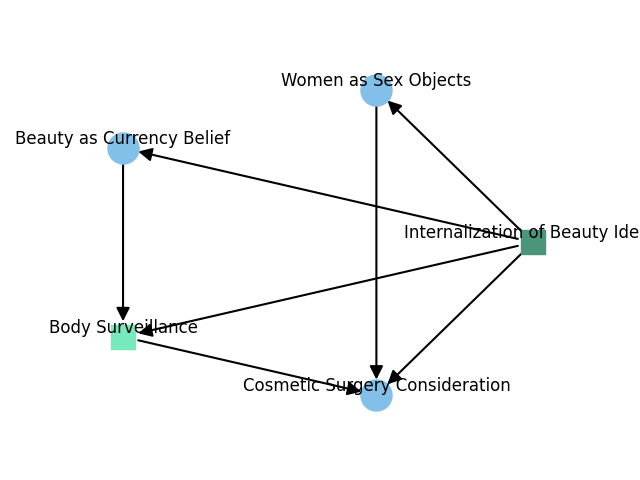 Women as Sex Objects
Beauty as Currency Belief
Internalization of Beauty Ide
Body Surveillance
Cosmetic Surgery Consideration